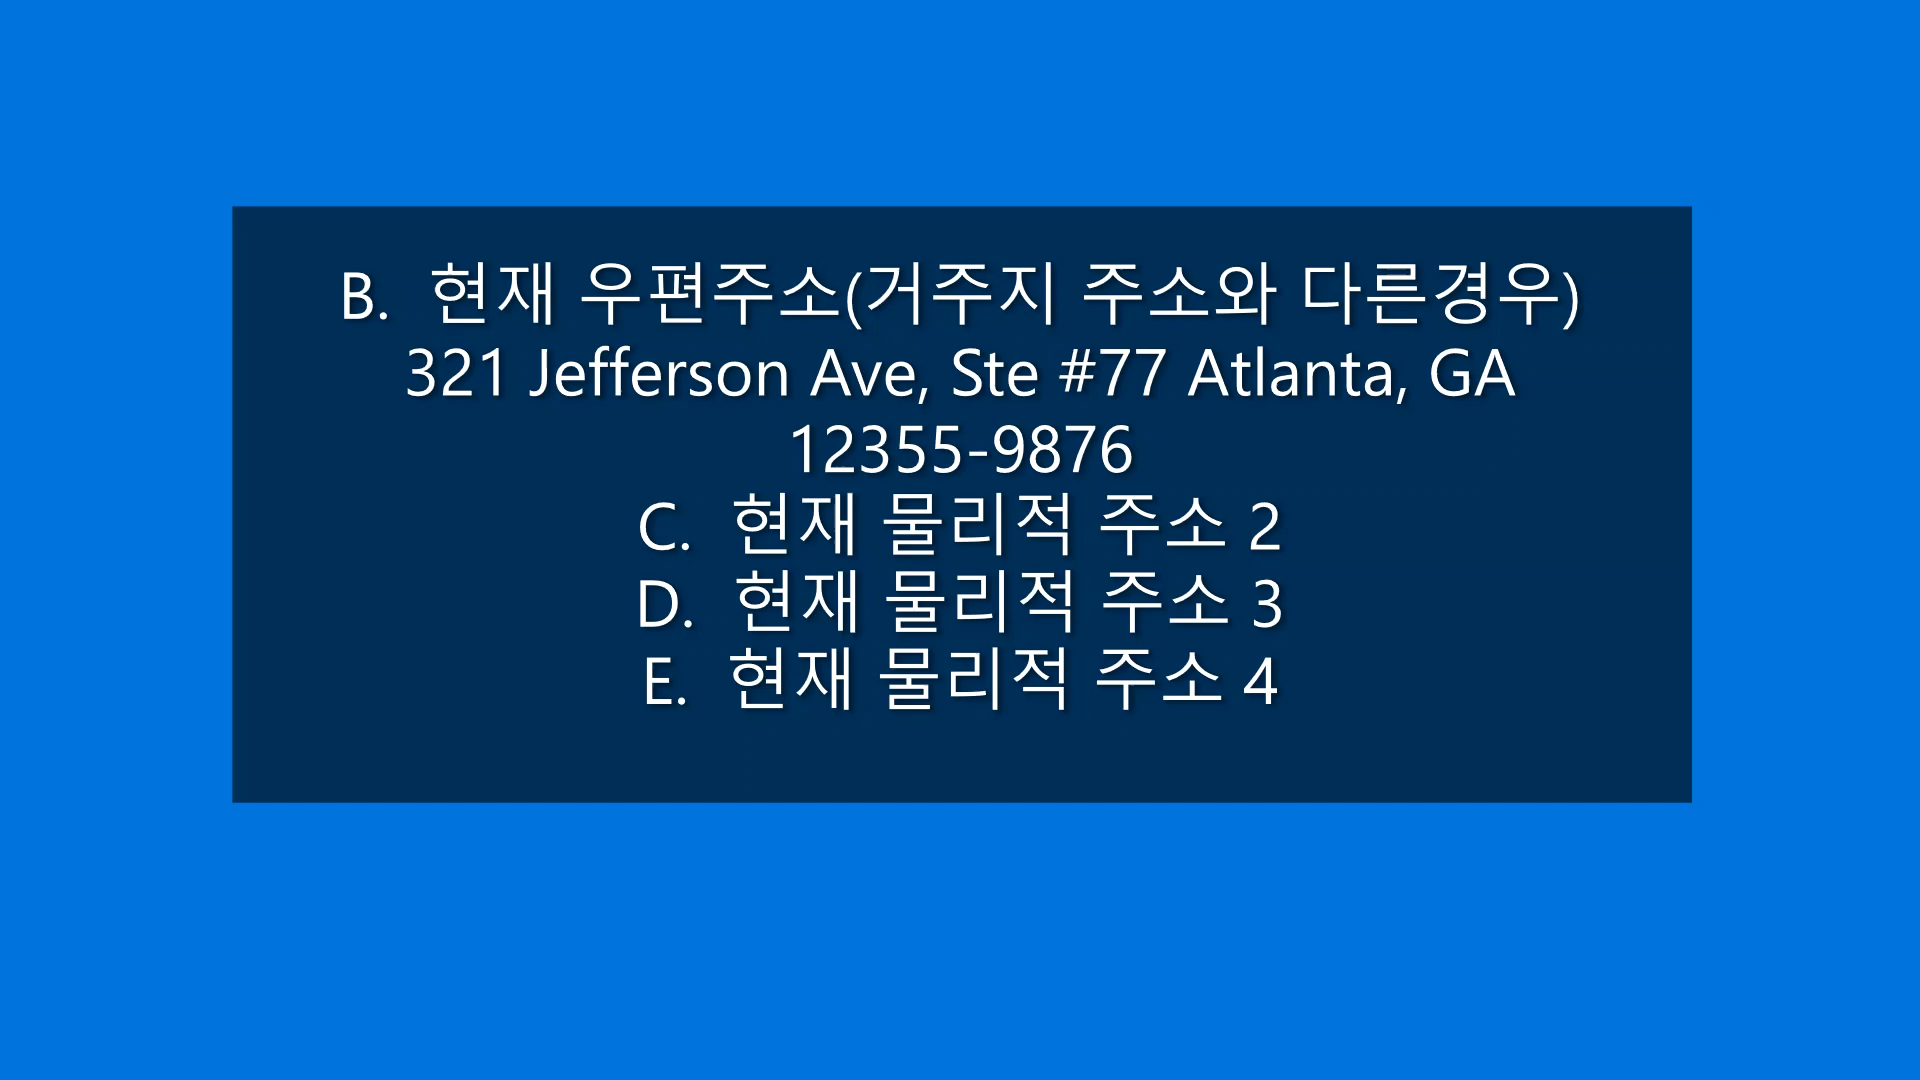 B. 현재 우편주소(거주지 주소와 다른경우)
321 Jefferson Ave, Ste #77 Atlanta, GA
12355-9876
C. 현재 물리적 주소 2
D. 현재 물리적 주소 3
E. 현재 물리적 주소 4